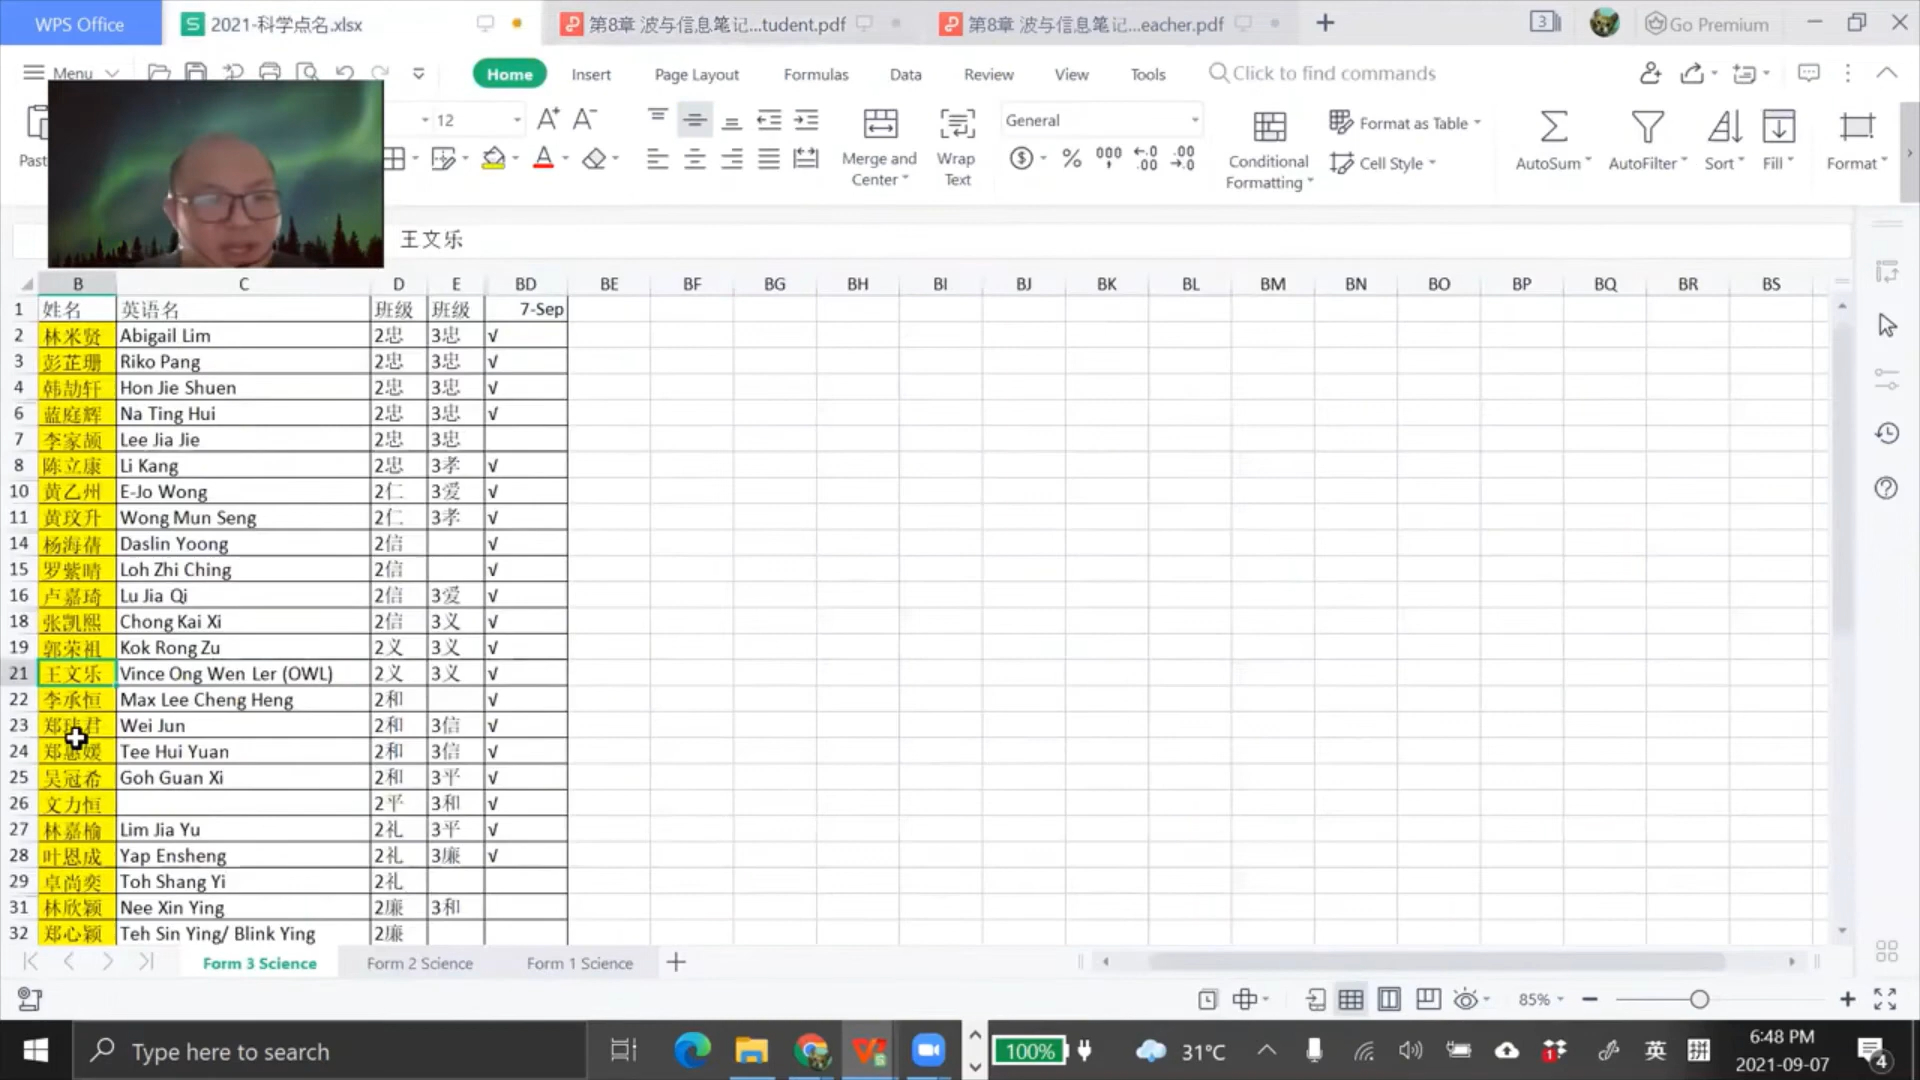 WPS Office
2021-科学点名.xlsx
第8章 波与信息笔记...tudent.pdf
第8章 波与信息笔记...eacher.pdf
3
Go Premium
Menu
Home
Insert
Page Layout
Formulas
Data
Review
View
Tools
Click to find commands
Past
12
Merge and Center
Wrap Text
General
Format as Table
Conditional Formatting
Cell Style
AutoSum
AutoFilter
Sort
Fill
Format
王文乐
B C D E BD BE BF BG BH BI BJ BK BL BM BN BO BP BQ BR BS
1 姓名 英语名 班级 班级 7-Sep
2 林米贤 Abigail Lim 2忠 3忠 √
3 彭芷珊 Riko Pang 2忠 3忠 √
4 韩劼轩 Hon Jie Shuen 2忠 3忠 √
6 蓝庭辉 Na Ting Hui 2忠 3忠 √
7 李家颉 Lee Jia Jie 2忠 3忠
8 陈立康 Li Kang 2忠 3孝 √
10 黄乙州 E-Jo Wong 2仁 3爱 √
11 黄玟升 Wong Mun Seng 2仁 3孝 √
14 杨海蒨 Daslin Yoong 2信 √
15 罗紫晴 Loh Zhi Ching 2信 √
16 卢嘉琦 Lu Jia Qi 2信 3爱 √
18 张凯熙 Chong Kai Xi 2信 3义 √
19 郭荣祖 Kok Rong Zu 2义 3义 √
21 王文乐 Vince Ong Wen Ler (OWL) 2义 3义 √
22 李承恒 Max Lee Cheng Heng 2和 √
23 Wei Jun 2和 3信 √
24 Tee Hui Yuan 2和 3信 √
25 吴冠希 Goh Guan Xi 2和 3平 √
26 文力恒 2平 3和 √
27 林嘉榆 Lim Jia Yu 2礼 3平 √
28 叶恩成 Yap Ensheng 2礼 3廉 √
29 卓尚奕 Toh Shang Yi 2礼
31 林欣颖 Nee Xin Ying 2廉 3和
32 郑心颖 Teh Sin Ying/ Blink Ying 2廉
Form 3 Science
Form 2 Science
Form 1 Science
85%
Type here to search
100%
31°C
英
拼
6:48 PM
2021-09-07
4